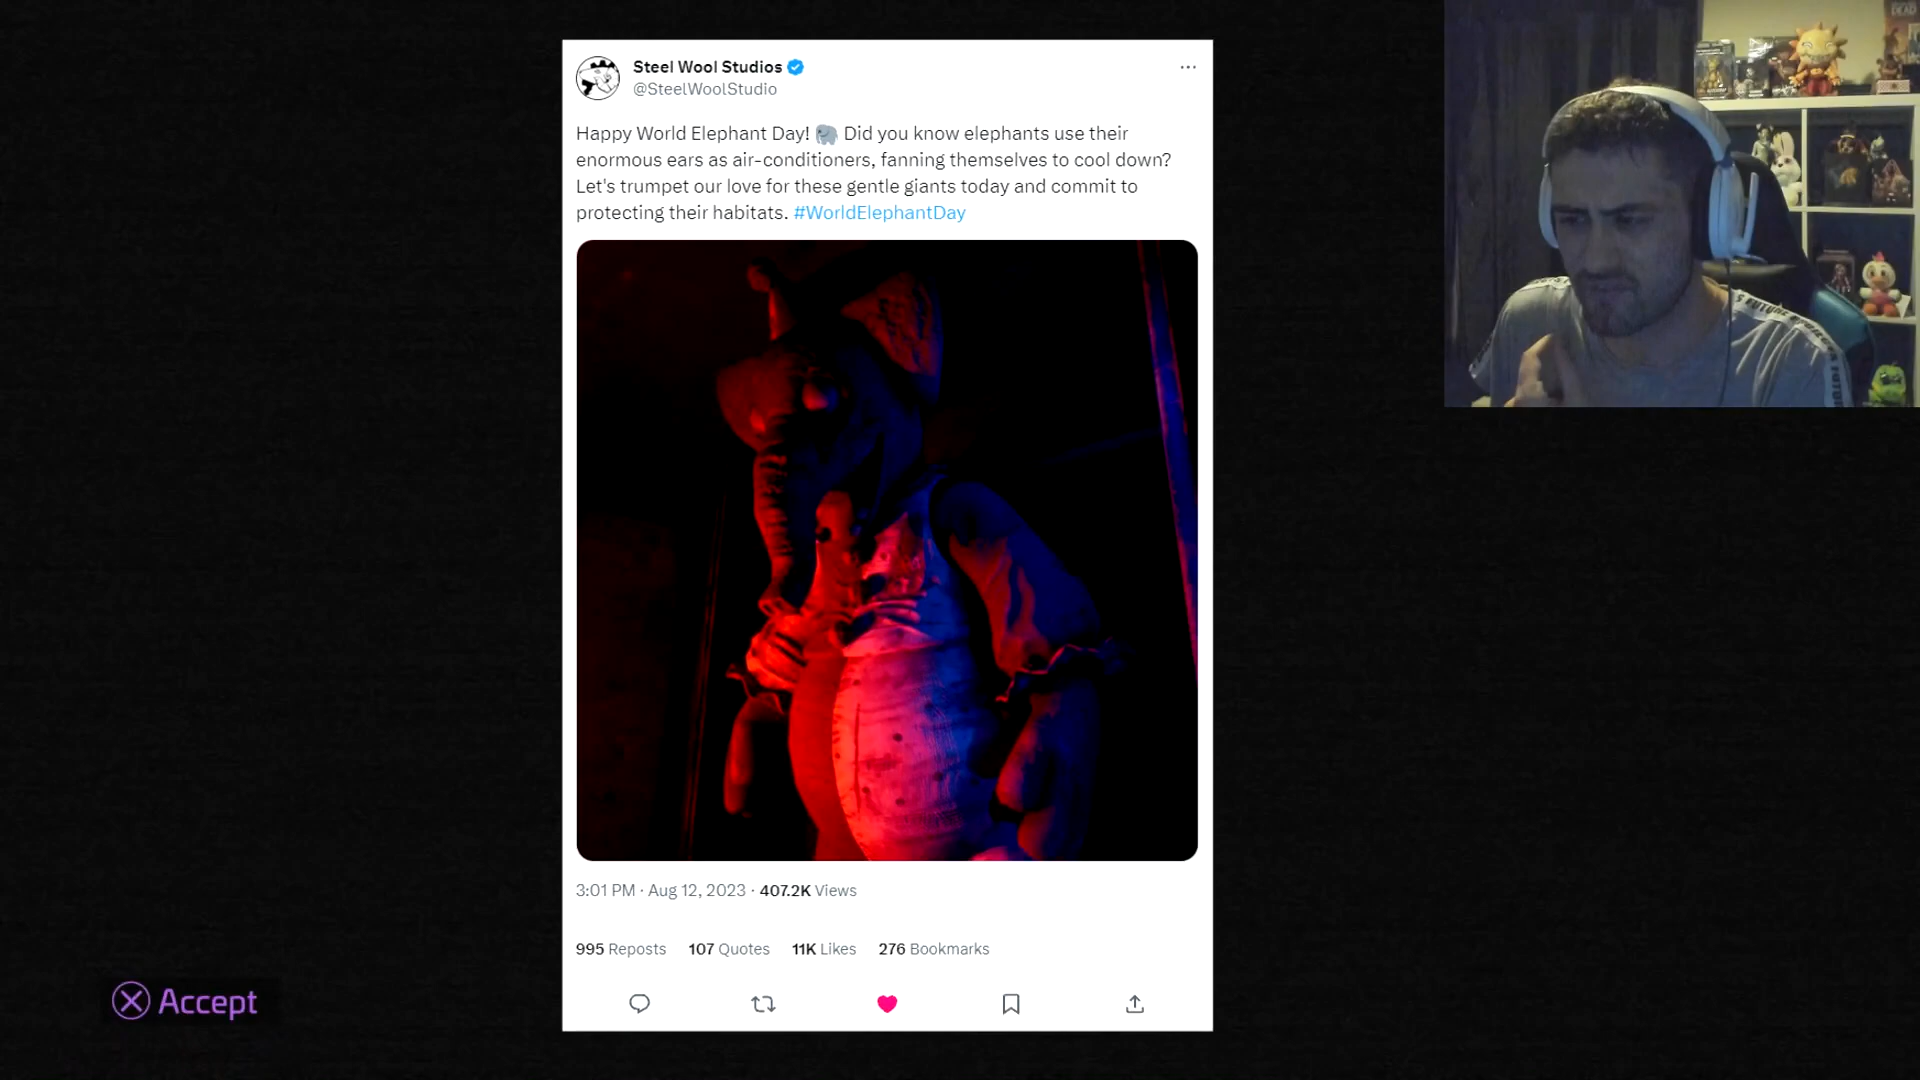 Steel Wool Studios
@SteelWoolStudio
Happy World Elephant Day! 🐘 Did you know elephants use their
enormous ears as air-conditioners, fanning themselves to cool down?
Let's trumpet our love for these gentle giants today and commit to
protecting their habitats. #WorldElephantDay
3:01 PM · Aug 12, 2023 · 407.2K Views
995 Reposts 107 Quotes 11K Likes 276 Bookmarks
Accept
DEAD